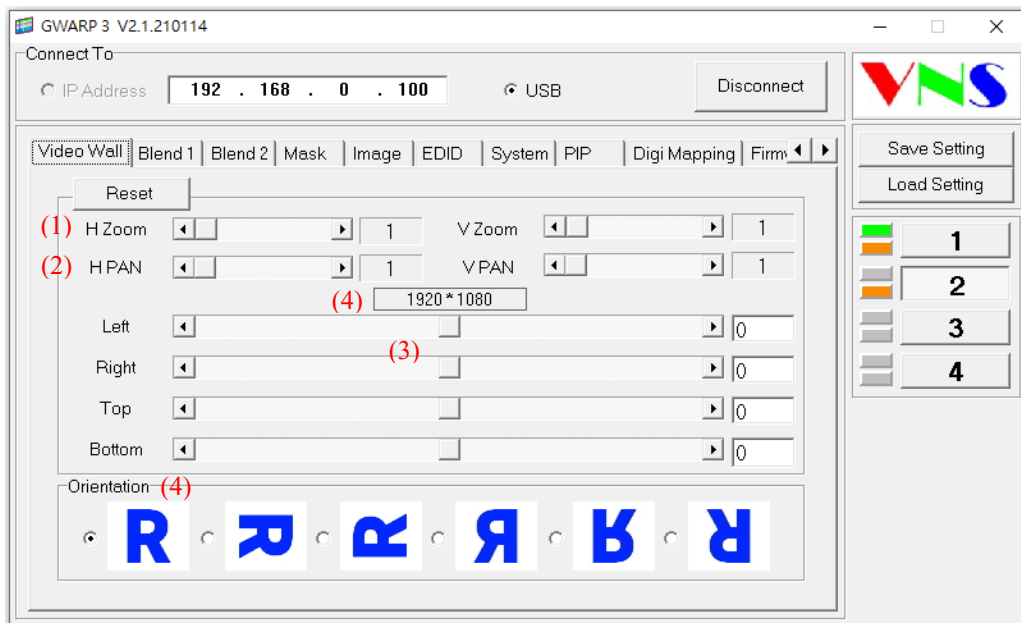 GWARP 3 V2.1.210114
Connect To
IP Address 192 . 168 . 0 . 100 USB Disconnect
VNS
Video Wall Blend 1 Blend 2 Mask Image EDID System PIP Digi Mapping Firmw
Save Setting
Load Setting
Reset
(1) H Zoom 1 V Zoom 1
(2) H PAN 1 V PAN 1
(4) 1920*1080
Left 0
(3)
Right 0
Top 0
Bottom 0
1
2
3
4
Orientation (4)
R R R R R R